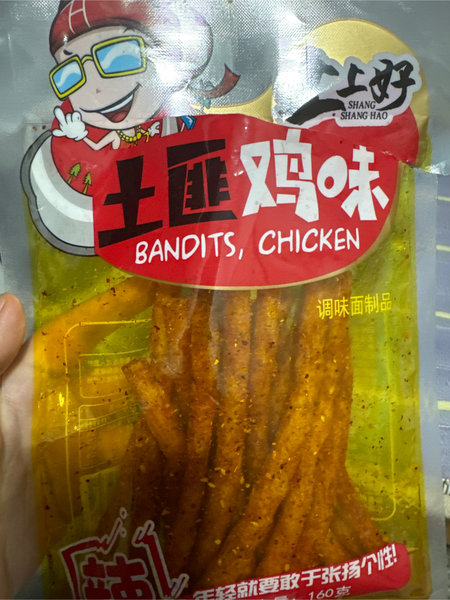 H
上上好
SHANG
SHANG HAO
土匪鸡味
BANDITS, CHICKEN
调味面制品
辣
年轻就要敢于张扬个性!
160克